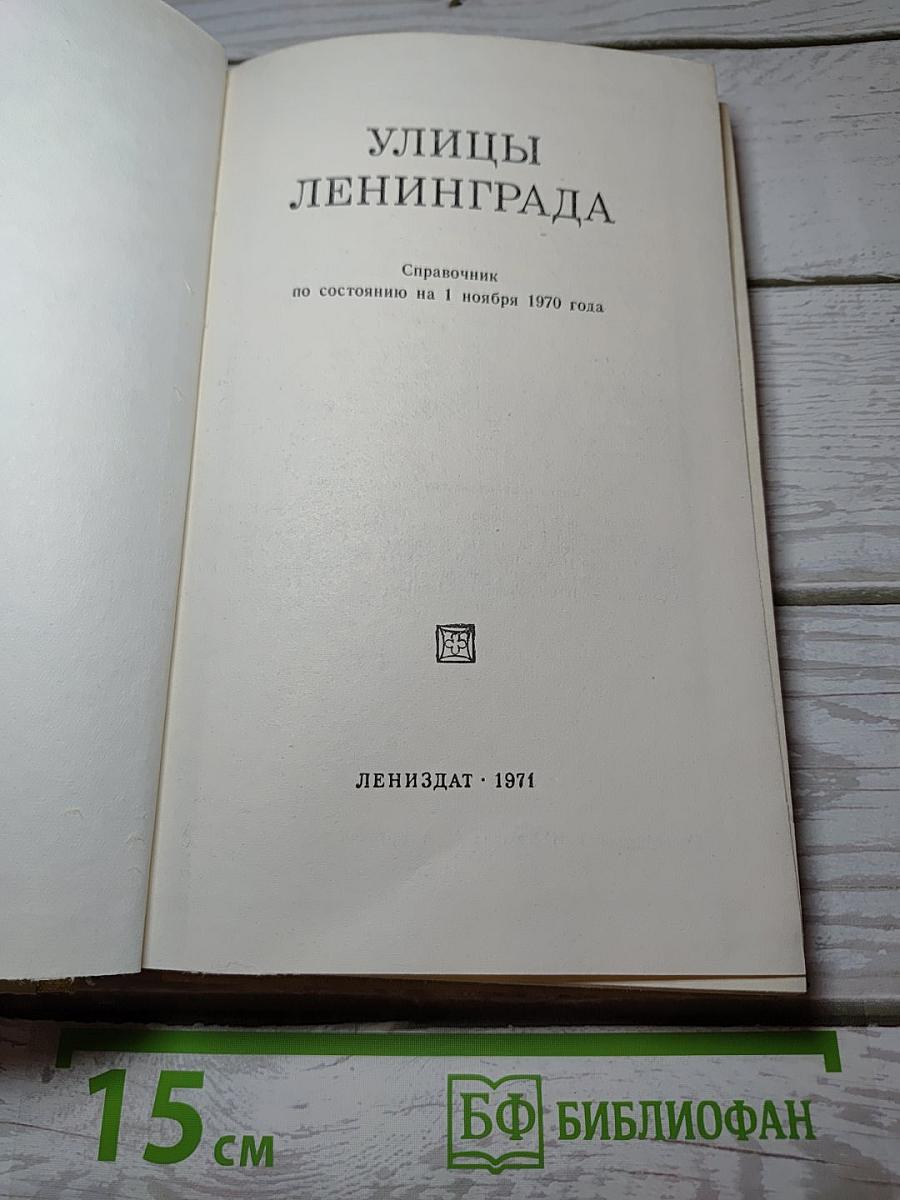 УЛИЦЫ
ЛЕНИНГРАДА
Справочник
по состоянию на 1 ноября 1970 года
ЛЕНИЗДАТ · 1971
15 см
БФ БИБЛИОФАН